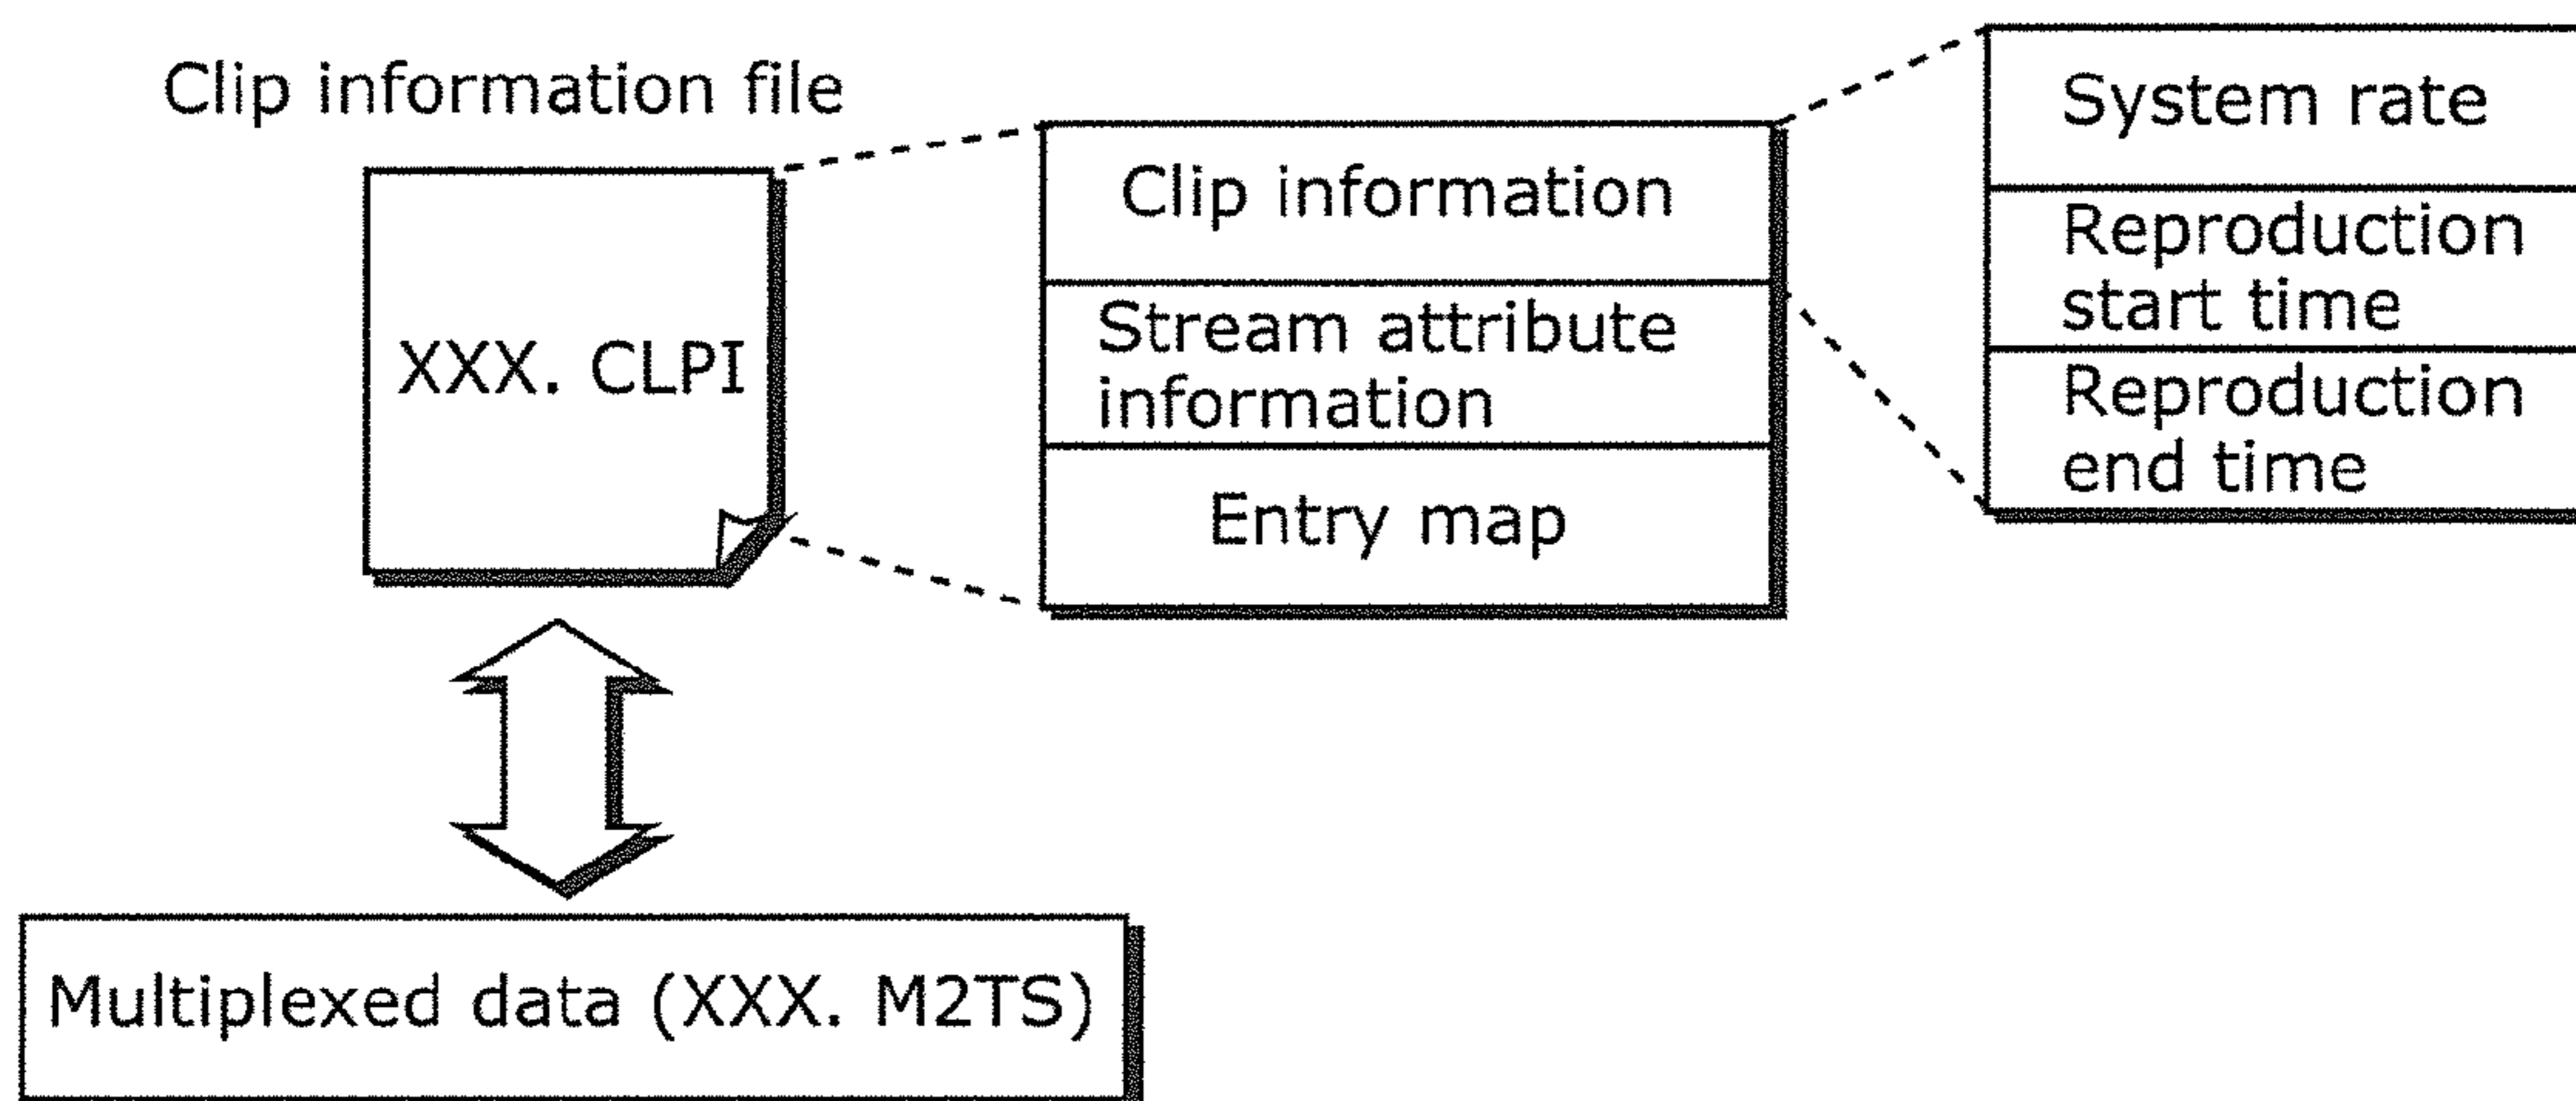 Clip information file
XXX. CLPI
Clip information
Stream attribute
information
Entry map
System rate
Reproduction
start time
Reproduction
end time
Multiplexed data (XXX. M2TS)